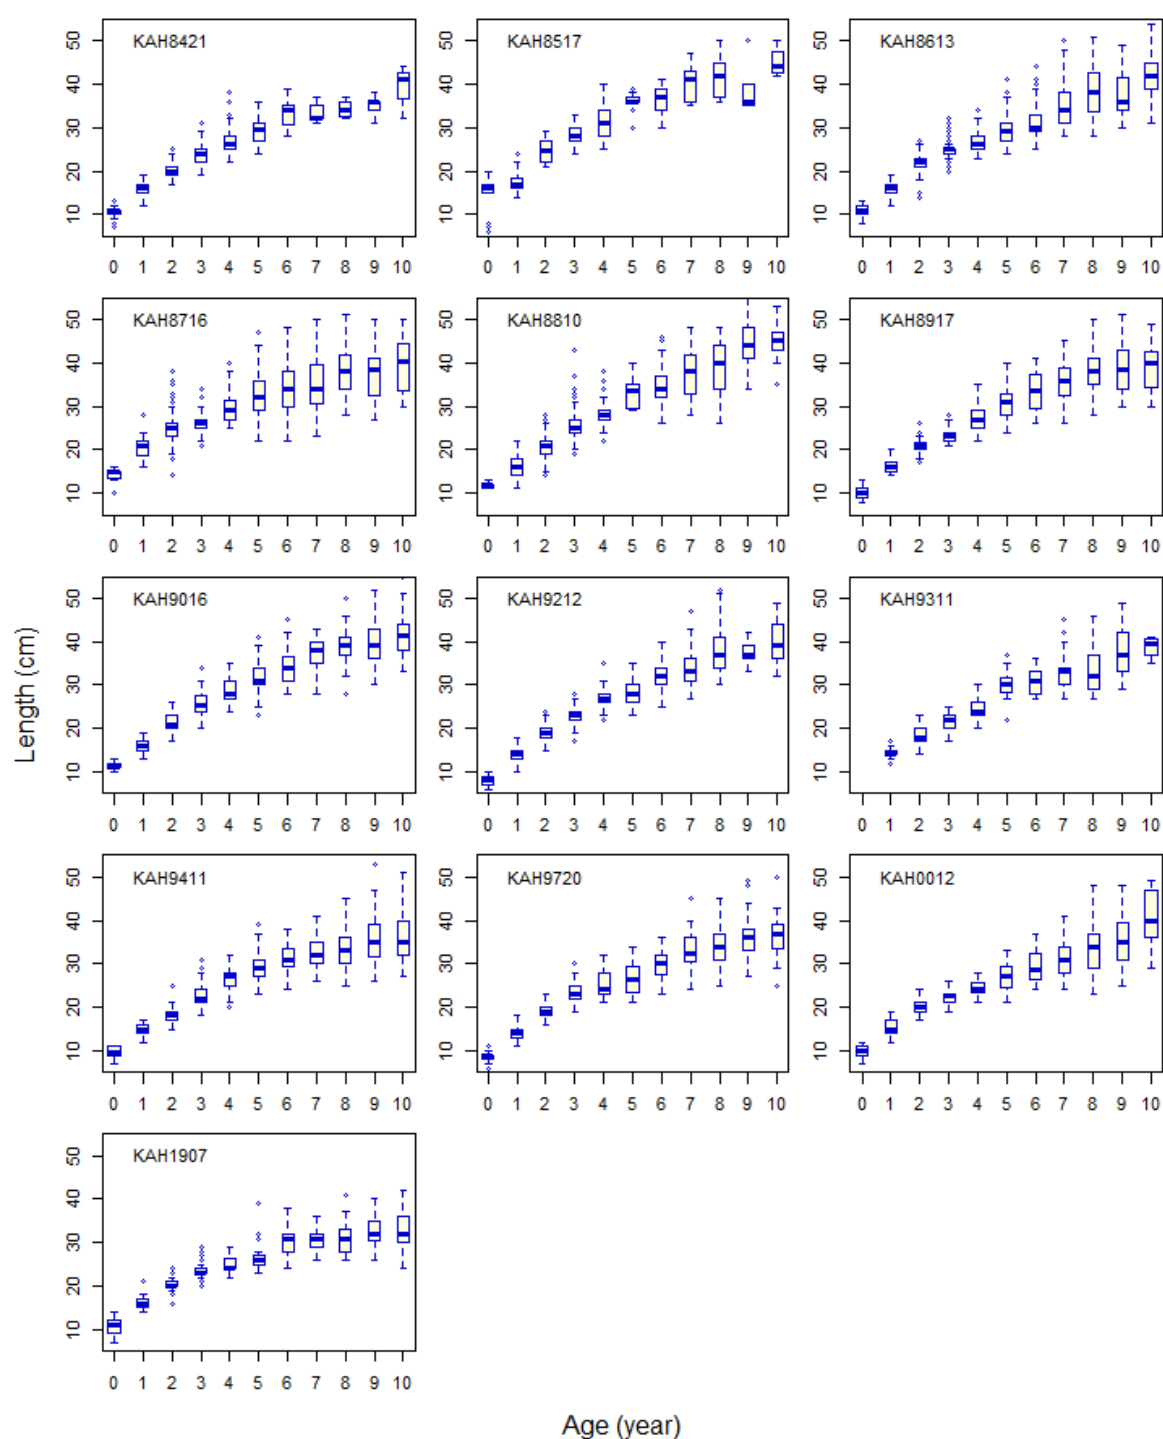 KAH8421 KAH8517 KAH8613
50 50 50
40 40 40
30 30 30
20 20 20
10 10 10
0 1 2 3 4 5 6 7 8 9 10 0 1 2 3 4 5 6 7 8 9 10 0 1 2 3 4 5 6 7 8 9 10
KAH8716 KAH8810 KAH8917
50 50 50
40 40 40
30 30 30
20 20 20
10 10 10
0 1 2 3 4 5 6 7 8 9 10 0 1 2 3 4 5 6 7 8 9 10 0 1 2 3 4 5 6 7 8 9 10
KAH9016 KAH9212 KAH9311
50 50 50
40 40 40
30 30 30
20 20 20
10 10 10
0 1 2 3 4 5 6 7 8 9 10 0 1 2 3 4 5 6 7 8 9 10 0 1 2 3 4 5 6 7 8 9 10
Length (cm)
KAH9411 KAH9720 KAH0012
50 50 50
40 40 40
30 30 30
20 20 20
10 10 10
0 1 2 3 4 5 6 7 8 9 10 0 1 2 3 4 5 6 7 8 9 10 0 1 2 3 4 5 6 7 8 9 10
KAH1907
50
40
30
20
10
0 1 2 3 4 5 6 7 8 9 10
Age (year)